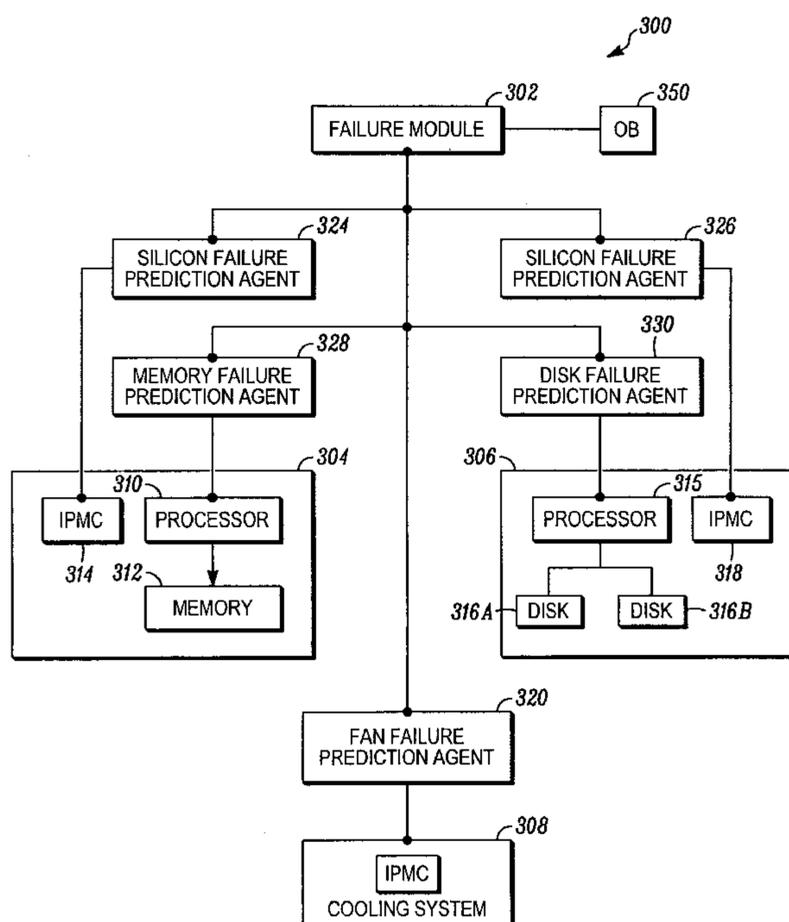 300
302
350
FAILURE MODULE
OB
324
326
SILICON FAILURE
PREDICTION AGENT
SILICON FAILURE
PREDICTION AGENT
328
330
MEMORY FAILURE
PREDICTION AGENT
DISK FAILURE
PREDICTION AGENT
304
306
310
315
IPMC
PROCESSOR
PROCESSOR
IPMC
314
312
318
MEMORY
316A
DISK
DISK
316B
320
FAN FAILURE
PREDICTION AGENT
308
IPMC
COOLING SYSTEM